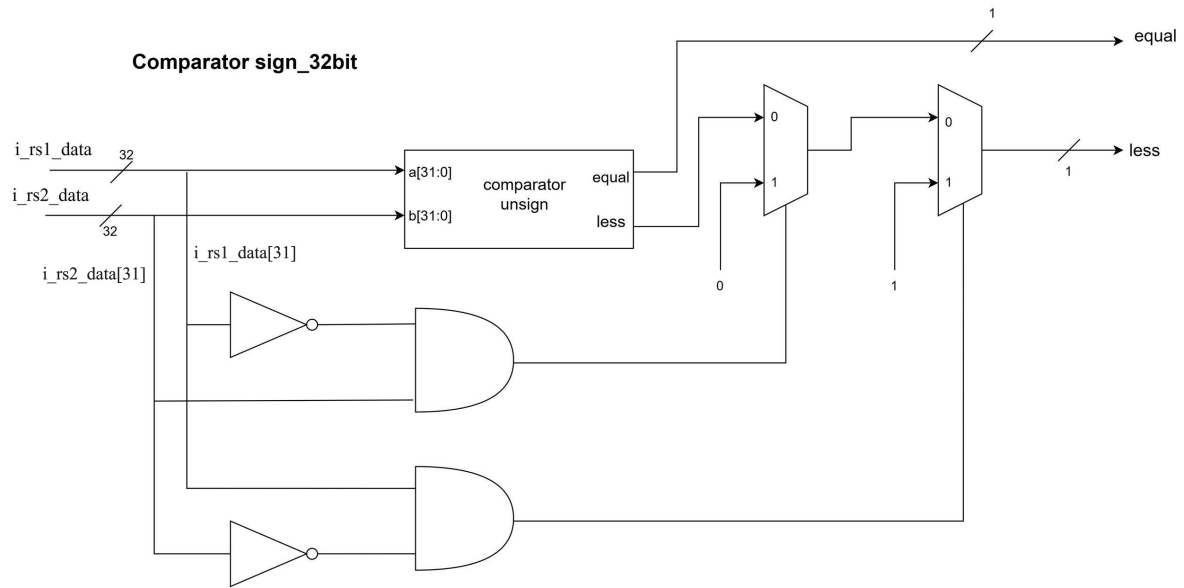 1
equal
Comparator sign_32bit
0
0
i_rs1_data
32
less
1
a[31:0]
equal
comparator
unsign
1
1
i_rs2_data
32
b[31:0]
less
i_rs1_data[31]
i_rs2_data[31]
0
1